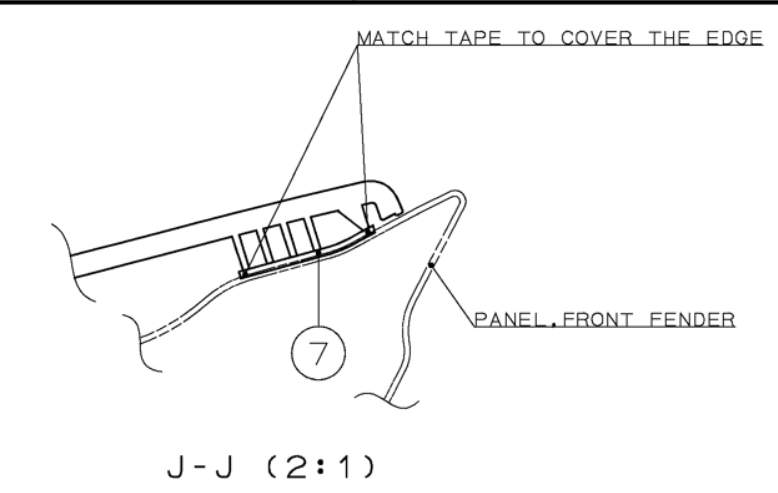 MATCH TAPE TO COVER THE EDGE
7
PANEL.FRONT FENDER
J-J (2:1)